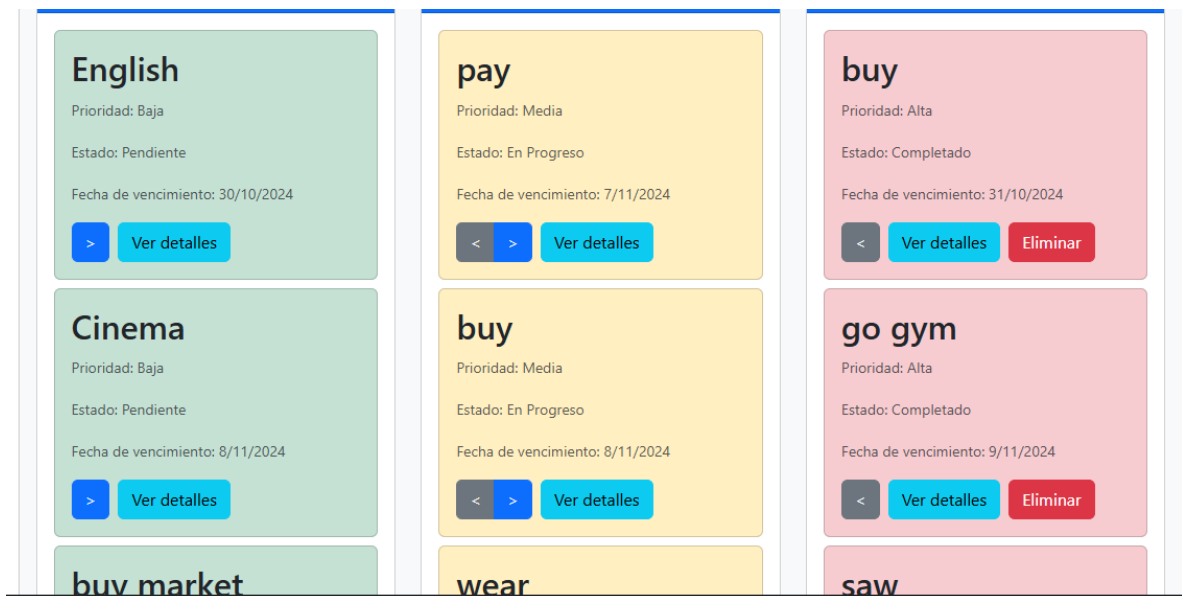 English
Prioridad: Baja
Estado: Pendiente
Fecha de vencimiento: 30/10/2024
> Ver detalles
Cinema
Prioridad: Baja
Estado: Pendiente
Fecha de vencimiento: 8/11/2024
> Ver detalles
buy market
pay
Prioridad: Media
Estado: En Progreso
Fecha de vencimiento: 7/11/2024
< > Ver detalles
buy
Prioridad: Media
Estado: En Progreso
Fecha de vencimiento: 8/11/2024
< > Ver detalles
wear
buy
Prioridad: Alta
Estado: Completado
Fecha de vencimiento: 31/10/2024
< Ver detalles Eliminar
go gym
Prioridad: Alta
Estado: Completado
Fecha de vencimiento: 9/11/2024
< Ver detalles Eliminar
saw